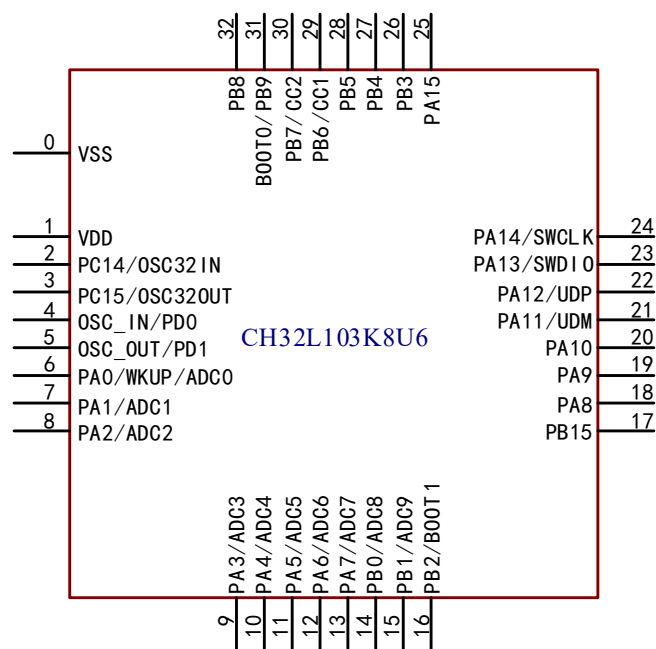 32 31 30 29 28 27 26 25
PB8
BOOT0/PB9
PB7/CC2
PB6/CC1
PB5
PB4
PB3
PA15
0 VSS
1 VDD
2 PC14/OSC32IN
3 PC15/OSC32OUT
4 OSC_IN/PD0
5 OSC_OUT/PD1
6 PA0/WKUP/ADC0
7 PA1/ADC1
8 PA2/ADC2
CH32L103K8U6
PA14/SWCLK 24
PA13/SWDIO 23
PA12/UDP 22
PA11/UDM 21
PA10 20
PA9 19
PA8 18
PB15 17
PA3/ADC3
PA4/ADC4
PA5/ADC5
PA6/ADC6
PA7/ADC7
PB0/ADC8
PB1/ADC9
PB2/BOOT1
9 10 11 12 13 14 15 16